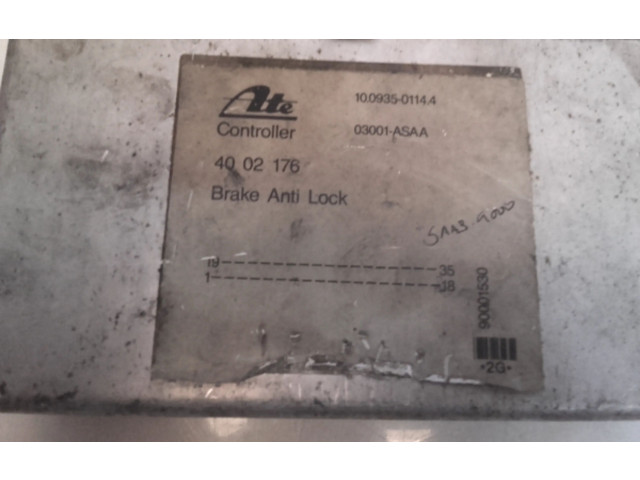 Ate
10.0935-0114.4
Controller
03001-ASAA
40 02 176
Brake Anti Lock
SAAB 9000
19 35
1 18
90001530
*2G*